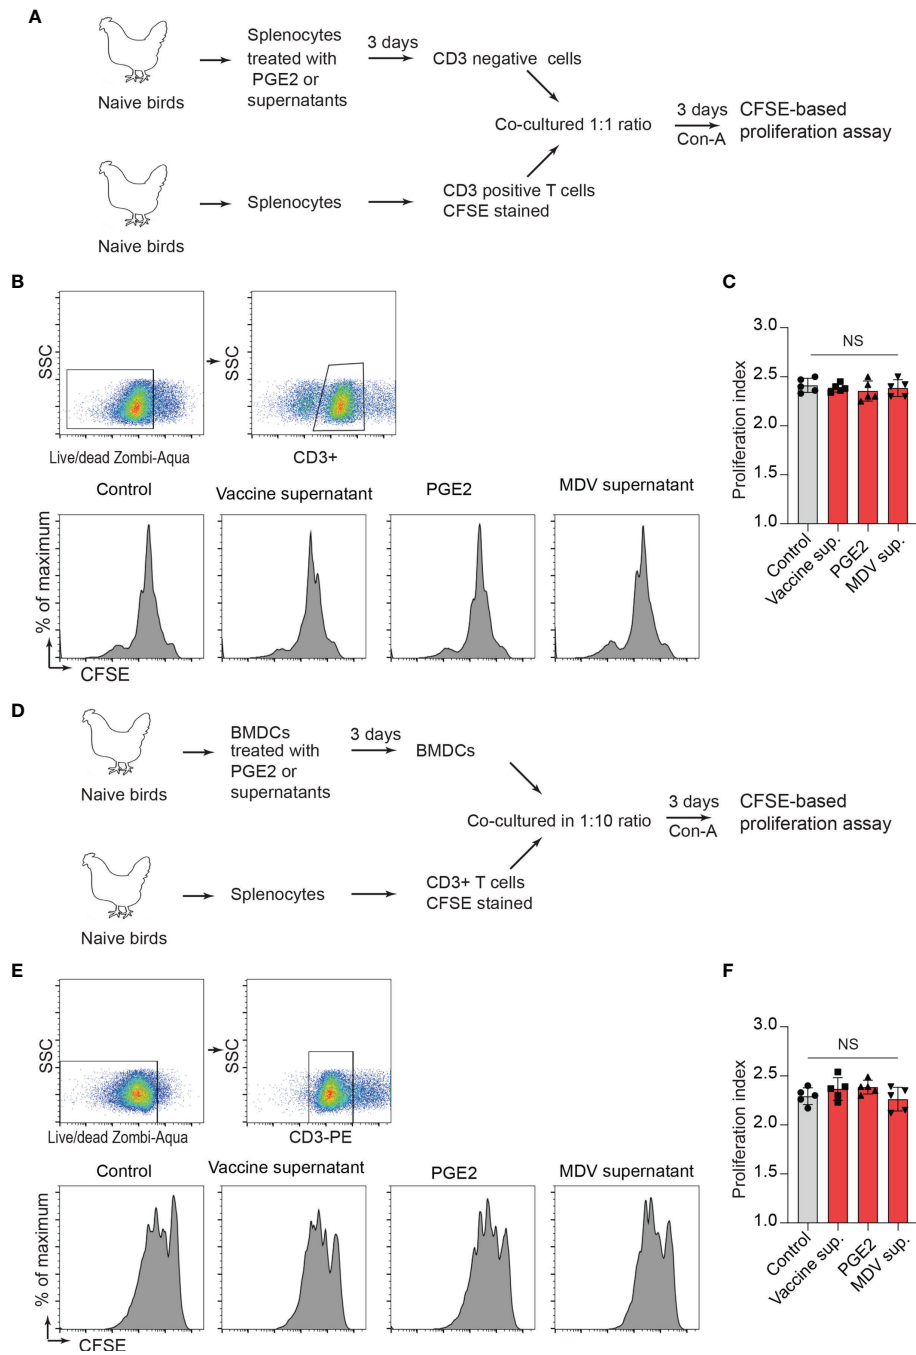 A
Naive birds
Splenocytes
treated with
PGE2 or
supernatants
3 days
CD3 negative cells
Co-cultured 1:1 ratio
3 days
Con-A
CFSE-based
proliferation assay
Naive birds
Splenocytes
CD3 positive T cells
CFSE stained
B
SSC
Live/dead Zombi-Aqua
SSC
CD3+
Control
Vaccine supernatant
PGE2
MDV supernatant
% of maximum
CFSE
C
Proliferation index
3.0
2.5
2.0
1.5
1.0
NS
Control
Vaccine sup.
PGE2
MDV sup.
D
Naive birds
BMDCs
treated with
PGE2 or
supernatants
3 days
BMDCs
Co-cultured in 1:10 ratio
3 days
Con-A
CFSE-based
proliferation assay
Naive birds
Splenocytes
CD3+ T cells
CFSE stained
E
SSC
Live/dead Zombi-Aqua
SSC
CD3-PE
Control
Vaccine supernatant
PGE2
MDV supernatant
% of maximum
CFSE
F
Proliferation index
3.0
2.5
2.0
1.5
1.0
NS
Control
Vaccine sup.
PGE2
MDV sup.